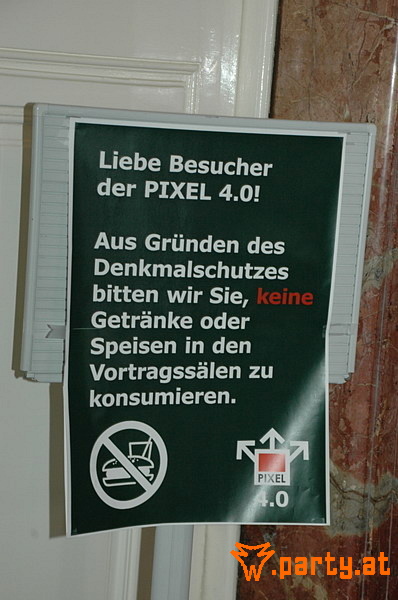 Liebe Besucher
der PIXEL 4.0!
Aus Gründen des
Denkmalschutzes
bitten wir Sie, keine
Getränke oder
Speisen in den
Vortragssälen zu
konsumieren.
PIXEL
4.0
.party.at